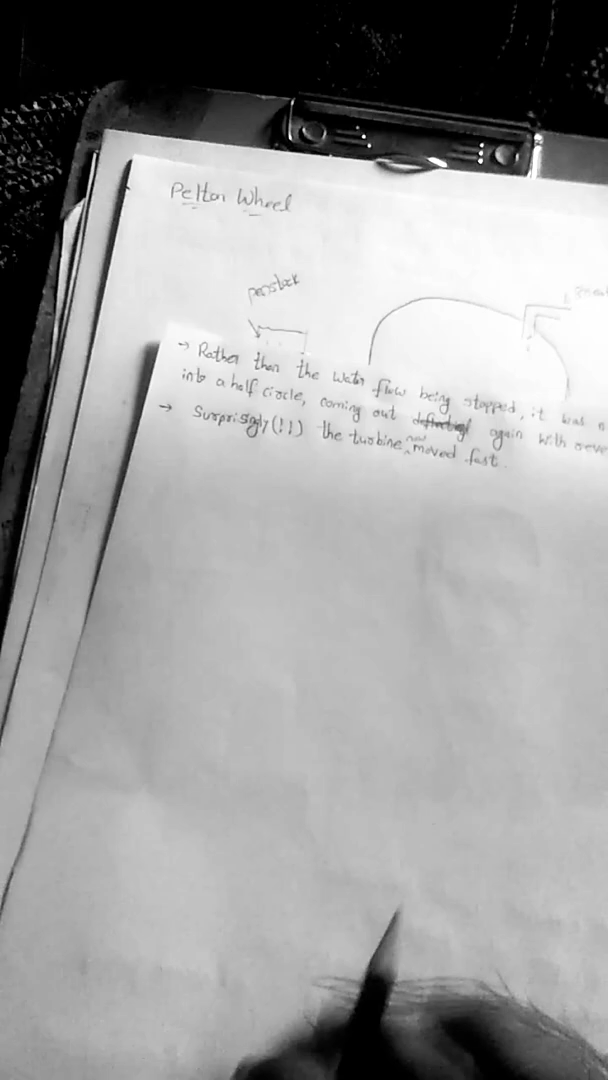 Pelton Wheel
penstock
→ Rather than the water flow being stopped, it was
into a half circle, coming out again with
→ Surprisingly(!!) the turbine now moved fast.